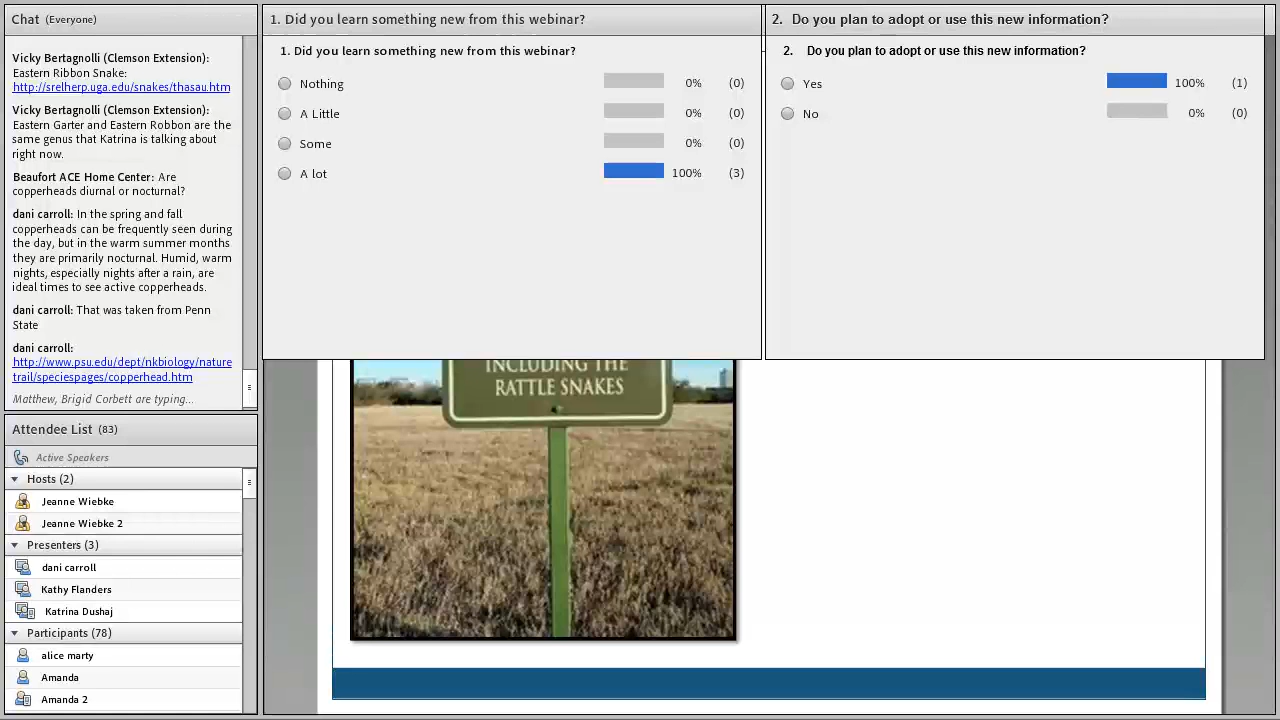 Chat (Everyone)
Vicky Bertagnolli (Clemson Extension):
Eastern Ribbon Snake:
http://srelherp.uga.edu/snakes/thasau.htm
Vicky Bertagnolli (Clemson Extension):
Eastern Garter and Eastern Robbon are the
same genus that Katrina is talking about
right now.
Beaufort ACE Home Center: Are
copperheads diurnal or nocturnal?
dani carroll: In the spring and fall
copperheads can be frequently seen during
the day, but in the warm summer months
they are primarily nocturnal. Humid, warm
nights, especially nights after a rain, are
ideal times to see active copperheads.
dani carroll: That was taken from Penn
State
dani carroll:
http://www.psu.edu/dept/nkbiology/nature
trail/speciespages/copperhead.htm
Matthew, Brigid Corbett are typing...
Attendee List (83)
Active Speakers
Hosts (2)
Jeanne Wiebke
Jeanne Wiebke 2
Presenters (3)
dani carroll
Kathy Flanders
Katrina Dushaj
Participants (78)
alice marty
Amanda
Amanda 2
1. Did you learn something new from this webinar?
1. Did you learn something new from this webinar?
Nothing 0% (0)
A Little 0% (0)
Some 0% (0)
A lot 100% (3)
2. Do you plan to adopt or use this new information?
2. Do you plan to adopt or use this new information?
Yes 100% (1)
No 0% (0)
INCLUDING THE
RATTLE SNAKES